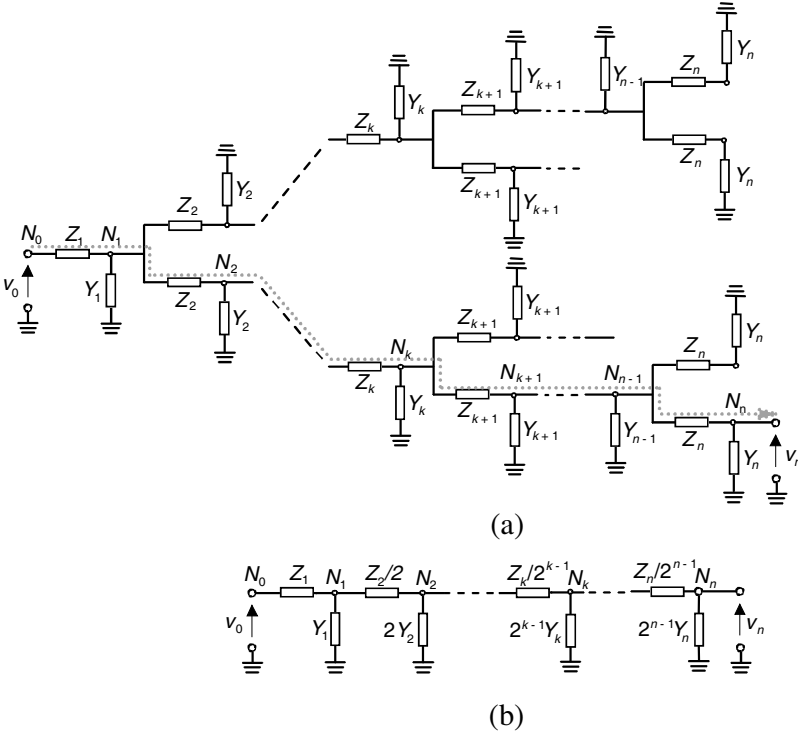 Y_n
Z_n
Y_{k+1}
Y_{n-1}
Z_{k+1}
Y_k
Z_k
Z_n
Y_n
Z_{k+1}
Y_{k+1}
Y_2
Z_2
N_0 Z_1 N_1
N_2
v_0 Y_1
Z_2
Y_2
Y_{k+1}
Z_{k+1}
Y_n
Z_n
N_k
N_{k+1} N_{n-1}
Z_k
Z_{k+1}
N_n
Z_n
Y_k
Y_{k+1}
Y_{n-1}
Y_n
v_n
(a)
N_0 Z_1 N_1 Z_2/2 N_2 Z_k/2^{k-1} N_k Z_n/2^{n-1} N_n
v_0 Y_1 2Y_2 2^{k-1}Y_k 2^{n-1}Y_n v_n
(b)